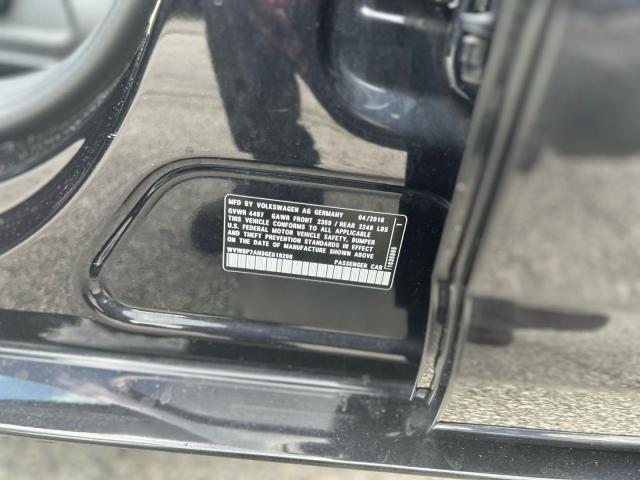 MFD BY VOLKSWAGEN AG GERMANY 04/2016
GVWR 4497 GAWR FRONT 2359 / REAR 2249 LBS
THIS VEHICLE CONFORMS TO ALL APPLICABLE
U.S. FEDERAL MOTOR VEHICLE SAFETY, BUMPER
AND THEFT PREVENTION STANDARDS IN EFFECT
ON THE DATE OF MANUFACTURE SHOWN ABOVE
PASSENGER CAR